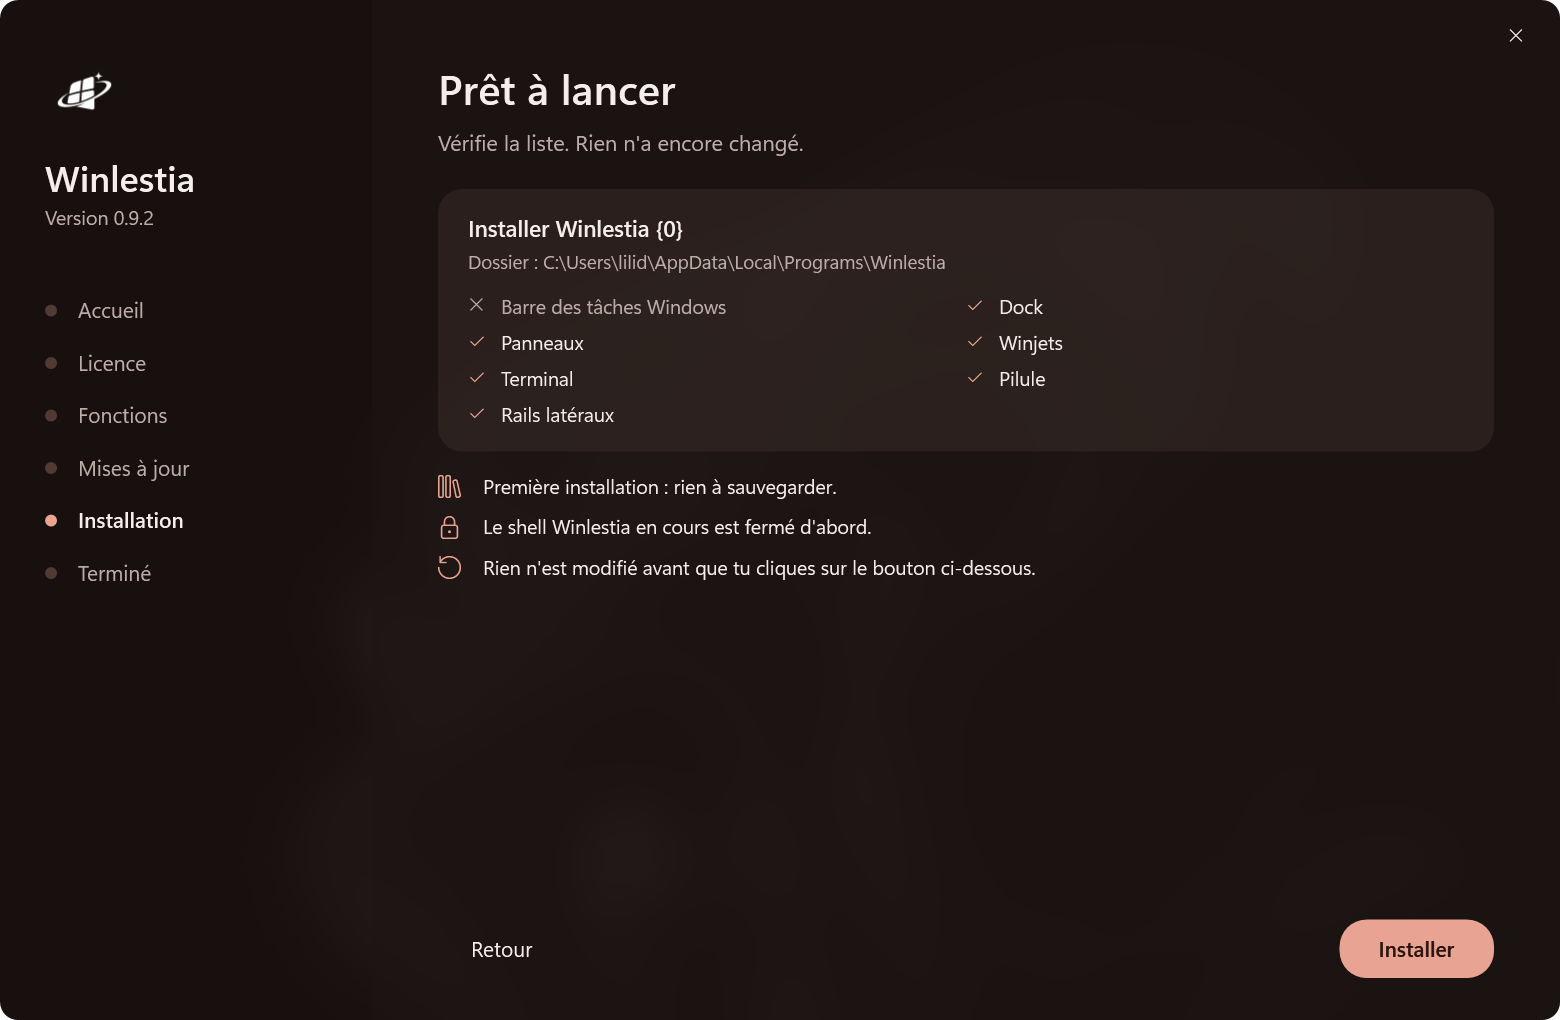 Winlestia
Version 0.9.2
Accueil
Licence
Fonctions
Mises à jour
Installation
Terminé
Prêt à lancer
Vérifie la liste. Rien n'a encore changé.
Installer Winlestia {0}
Dossier : C:\Users\lilid\AppData\Local\Programs\Winlestia
Barre des tâches Windows
Dock
Panneaux
Winjets
Terminal
Pilule
Rails latéraux
Première installation : rien à sauvegarder.
Le shell Winlestia en cours est fermé d'abord.
Rien n'est modifié avant que tu cliques sur le bouton ci-dessous.
Retour
Installer